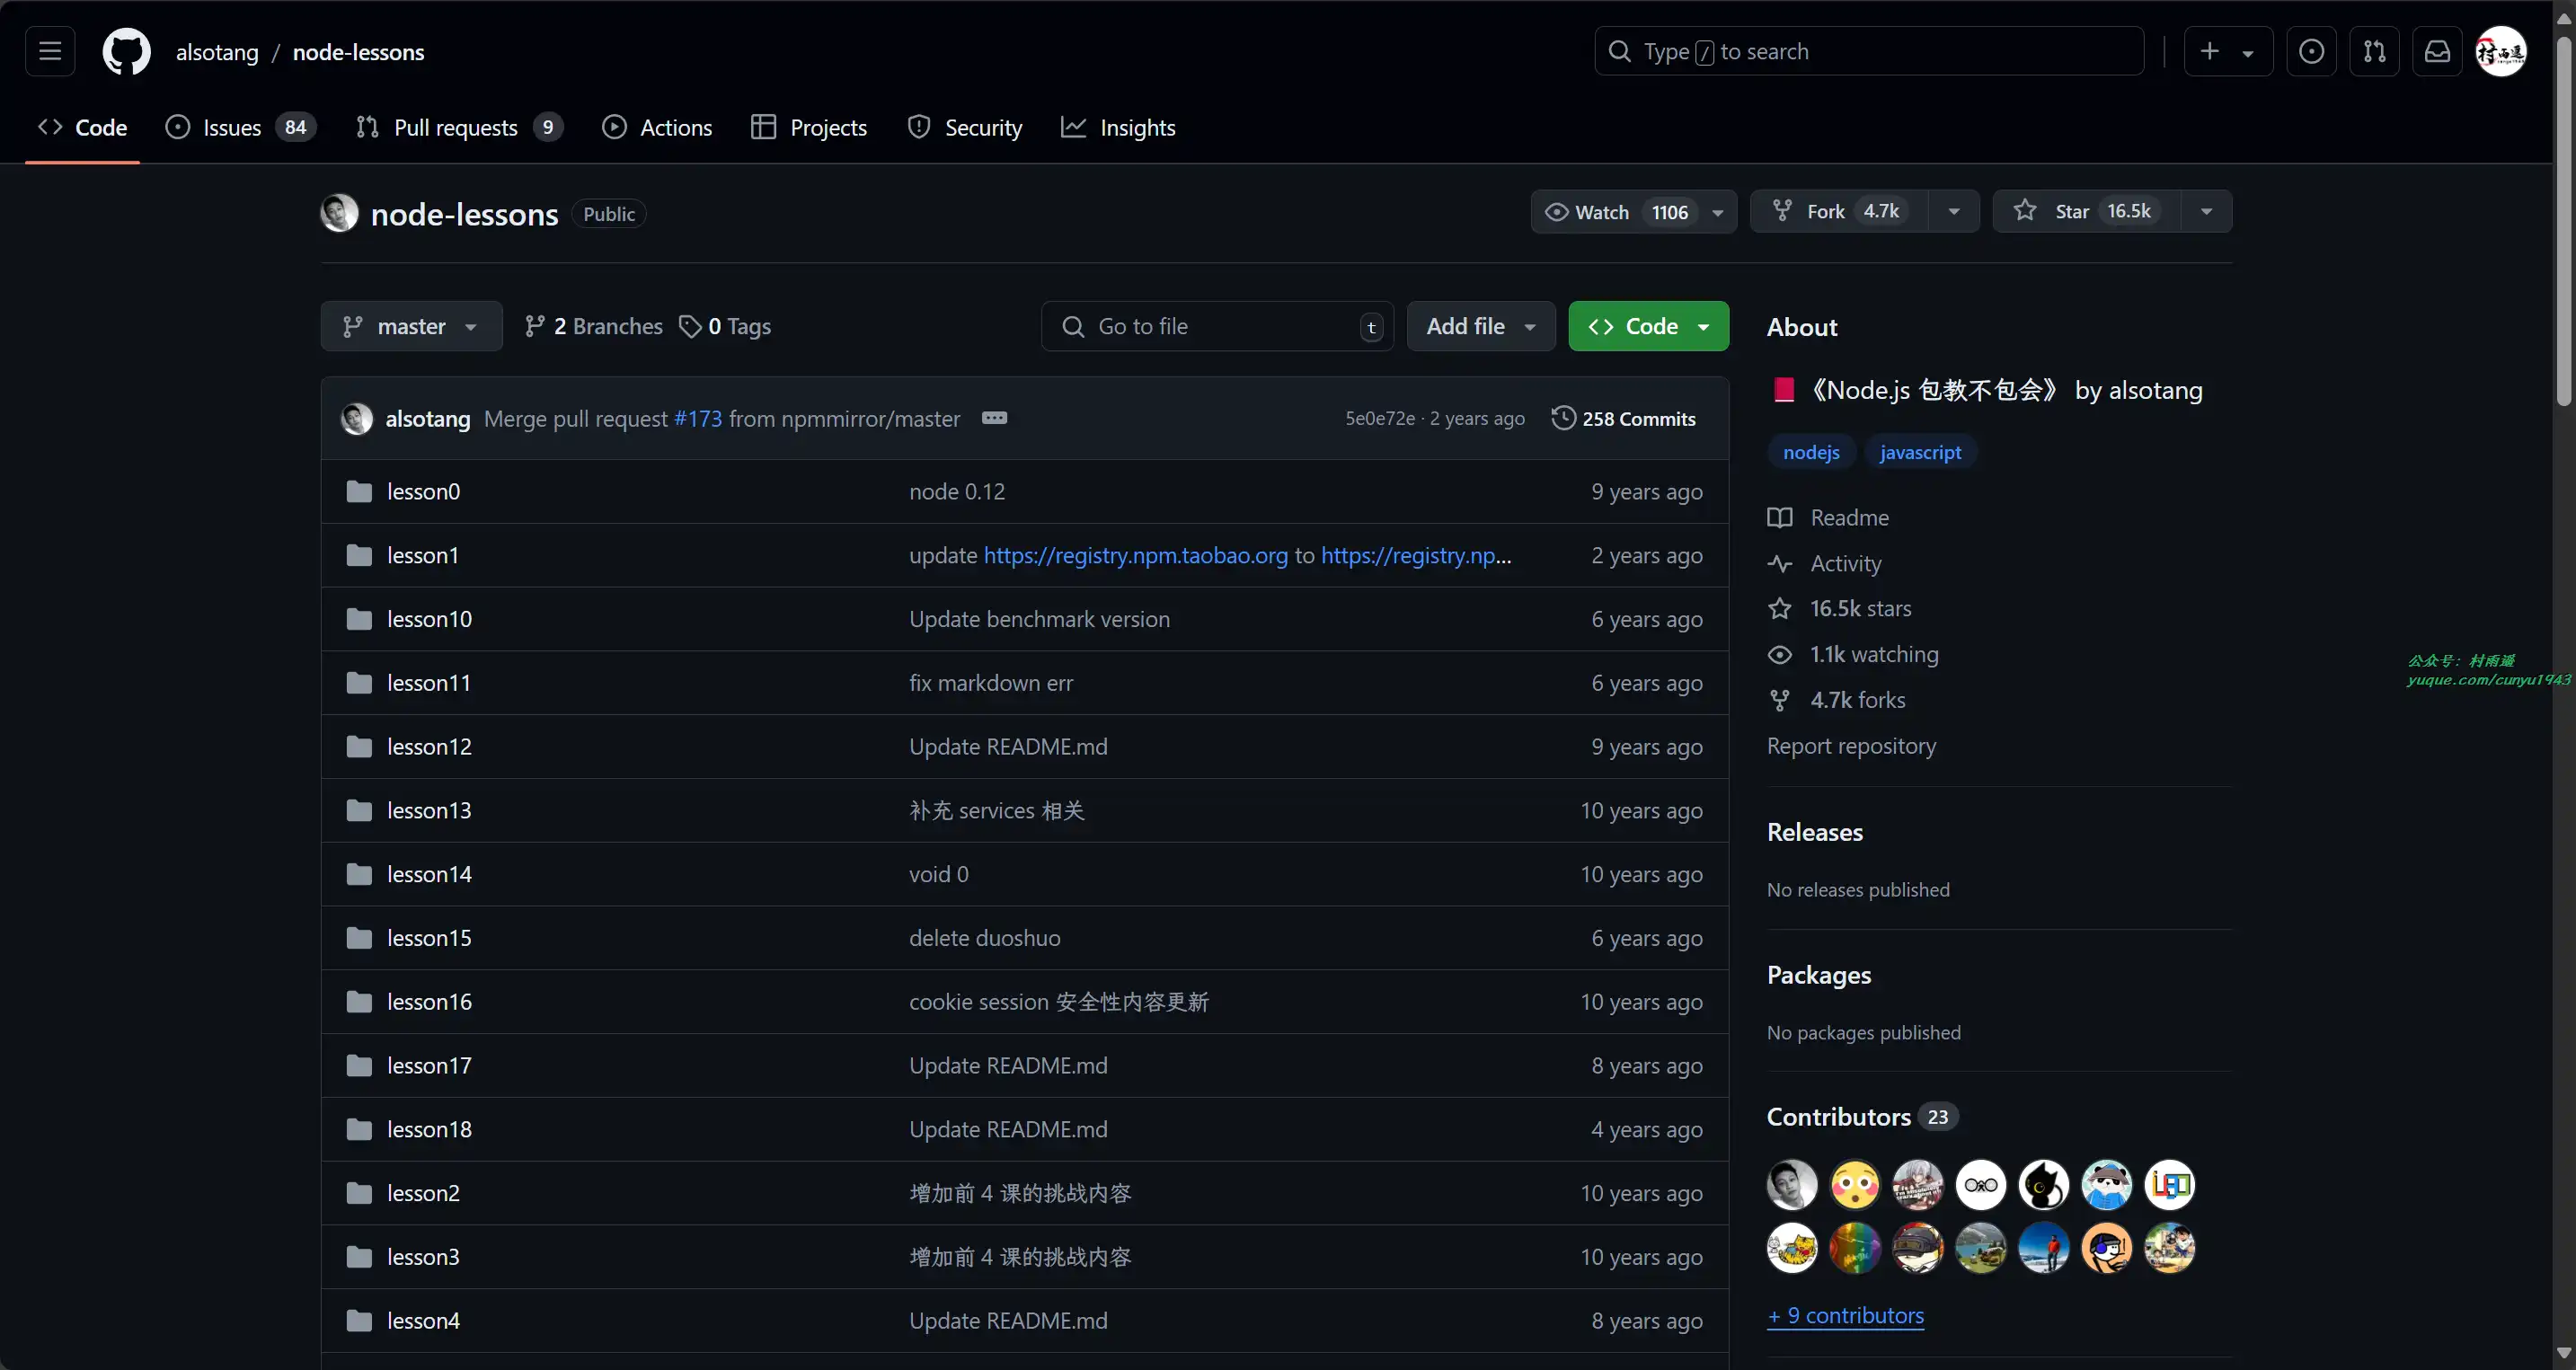 alsotang / node-lessons
Type / to search
Code
Issues 84
Pull requests 9
Actions
Projects
Security
Insights
node-lessons Public
Watch 1106
Fork 4.7k
Star 16.5k
master
2 Branches
0 Tags
Go to file t
Add file
Code
alsotang Merge pull request #173 from npmmirror/master
5e0e72e · 2 years ago
258 Commits
lesson0 node 0.12 9 years ago
lesson1 update https://registry.npm.taobao.org to https://registry.np... 2 years ago
lesson10 Update benchmark version 6 years ago
lesson11 fix markdown err 6 years ago
lesson12 Update README.md 9 years ago
lesson13 补充 services 相关 10 years ago
lesson14 void 0 10 years ago
lesson15 delete duoshuo 6 years ago
lesson16 cookie session 安全性内容更新 10 years ago
lesson17 Update README.md 8 years ago
lesson18 Update README.md 4 years ago
lesson2 增加前 4 课的挑战内容 10 years ago
lesson3 增加前 4 课的挑战内容 10 years ago
lesson4 Update README.md 8 years ago
About
《Node.js 包教不包会》 by alsotang
nodejs javascript
Readme
Activity
16.5k stars
1.1k watching
4.7k forks
Report repository
Releases
No releases published
Packages
No packages published
Contributors 23
+ 9 contributors
公众号：村雨遥
yuque.com/cunyu1943